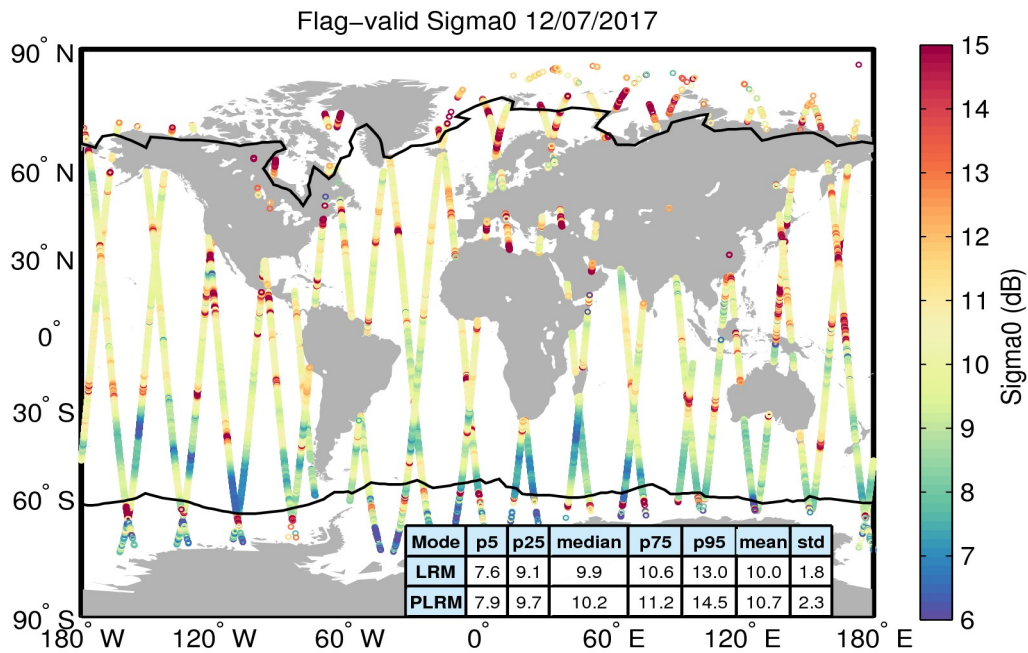 Flag−valid Sigma0 12/07/2017
90° N
60° N
30° N
0°
30° S
60° S
90° S
180° W
120° W
60° W
0°
60° E
120° E
180° E
Mode p5 p25 median p75 p95 mean std
LRM 7.6 9.1 9.9 10.6 13.0 10.0 1.8
PLRM 7.9 9.7 10.2 11.2 14.5 10.7 2.3
15
14
13
12
11
10
9
8
7
6
Sigma0 (dB)